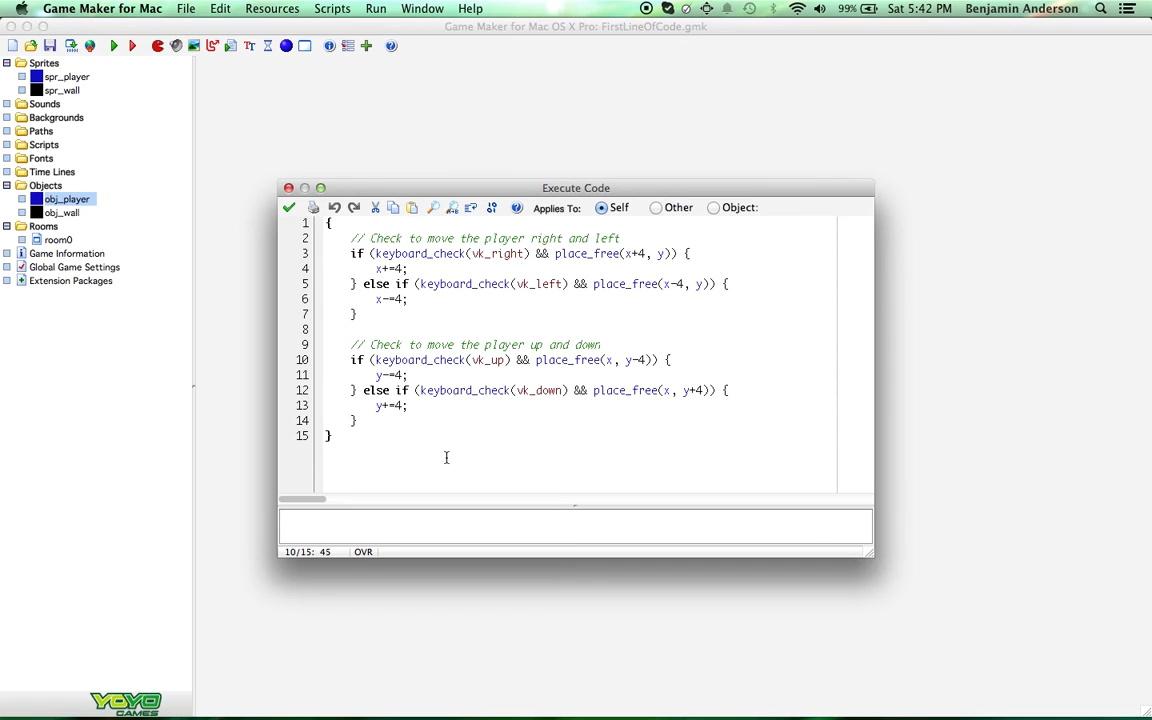 Game Maker for Mac File Edit Resources Scripts Run Window Help 99% Sat 5:42 PM Benjamin Anderson
Game Maker for Mac OS X Pro: FirstLineOfCode.gmk
Sprites
spr_player
spr_wall
Sounds
Backgrounds
Paths
Scripts
Fonts
Time Lines
Objects
obj_player
obj_wall
Rooms
room0
Game Information
Global Game Settings
Extension Packages
YOYO
GAMES
Execute Code
Applies To: Self Other Object:
1 {
2 // Check to move the player right and left
3 if (keyboard_check(vk_right) && place_free(x+4, y)) {
4 x+=4;
5 } else if (keyboard_check(vk_left) && place_free(x-4, y)) {
6 x-=4;
7 }
8
9 // Check to move the player up and down
10 if (keyboard_check(vk_up) && place_free(x, y-4)) {
11 y-=4;
12 } else if (keyboard_check(vk_down) && place_free(x, y+4)) {
13 y+=4;
14 }
15 }
10/15: 45 OVR